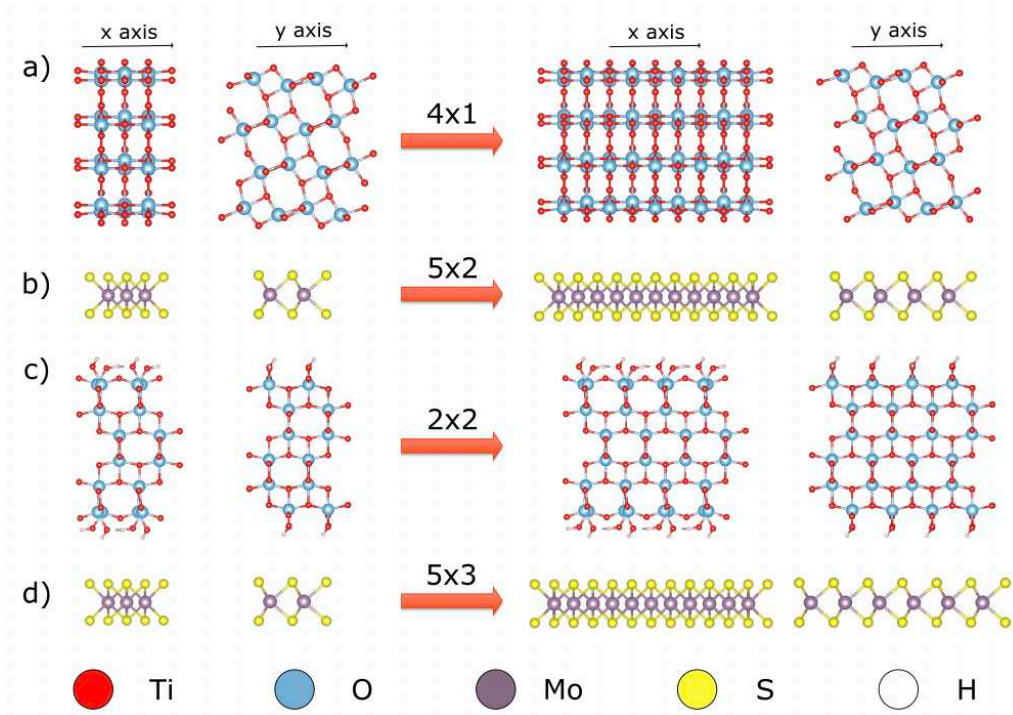 x axis y axis x axis y axis
a) 4x1
b) 5x2
c) 2x2
d) 5x3
Ti O Mo S H